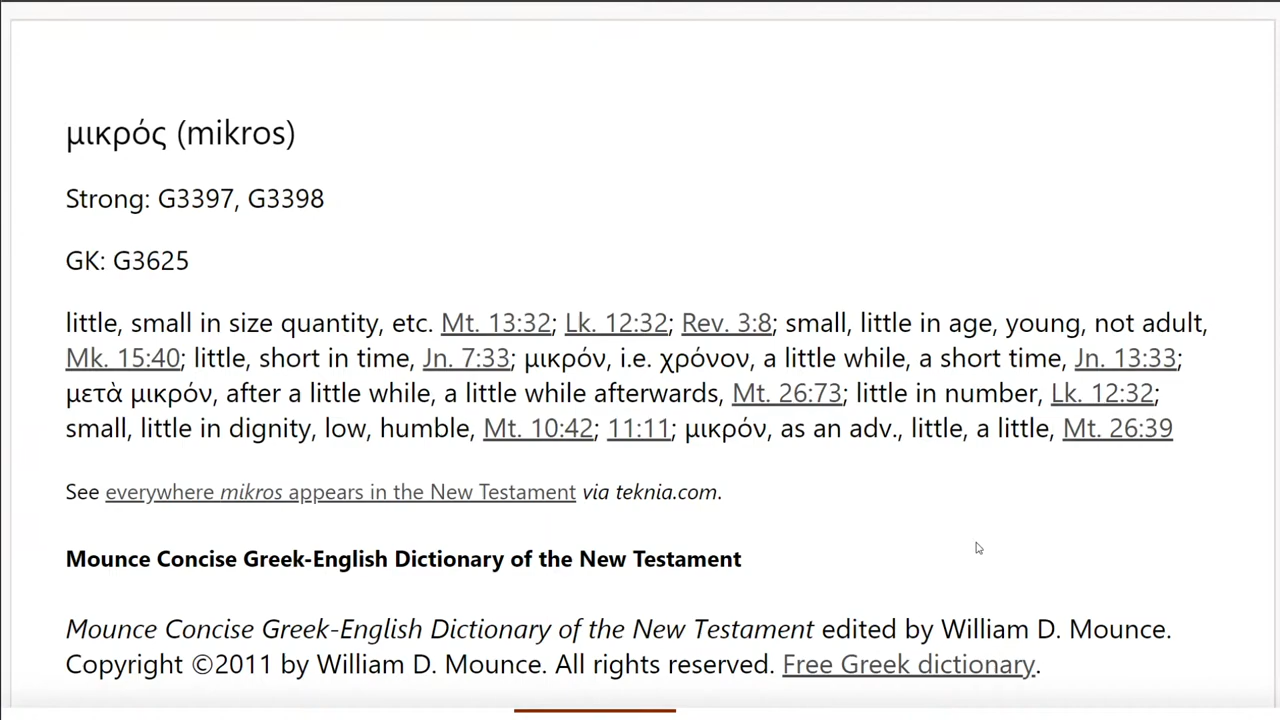 μικρός (mikros)
Strong: G3397, G3398
GK: G3625
little, small in size quantity, etc. Mt. 13:32; Lk. 12:32; Rev. 3:8; small, little in age, young, not adult,
Mk. 15:40; little, short in time, Jn. 7:33; μικρόν, i.e. χρόνον, a little while, a short time, Jn. 13:33;
μετὰ μικρόν, after a little while, a little while afterwards, Mt. 26:73; little in number, Lk. 12:32;
small, little in dignity, low, humble, Mt. 10:42; 11:11; μικρόν, as an adv., little, a little, Mt. 26:39
See everywhere mikros appears in the New Testament via teknia.com.
Mounce Concise Greek-English Dictionary of the New Testament
Mounce Concise Greek-English Dictionary of the New Testament edited by William D. Mounce.
Copyright ©2011 by William D. Mounce. All rights reserved. Free Greek dictionary.